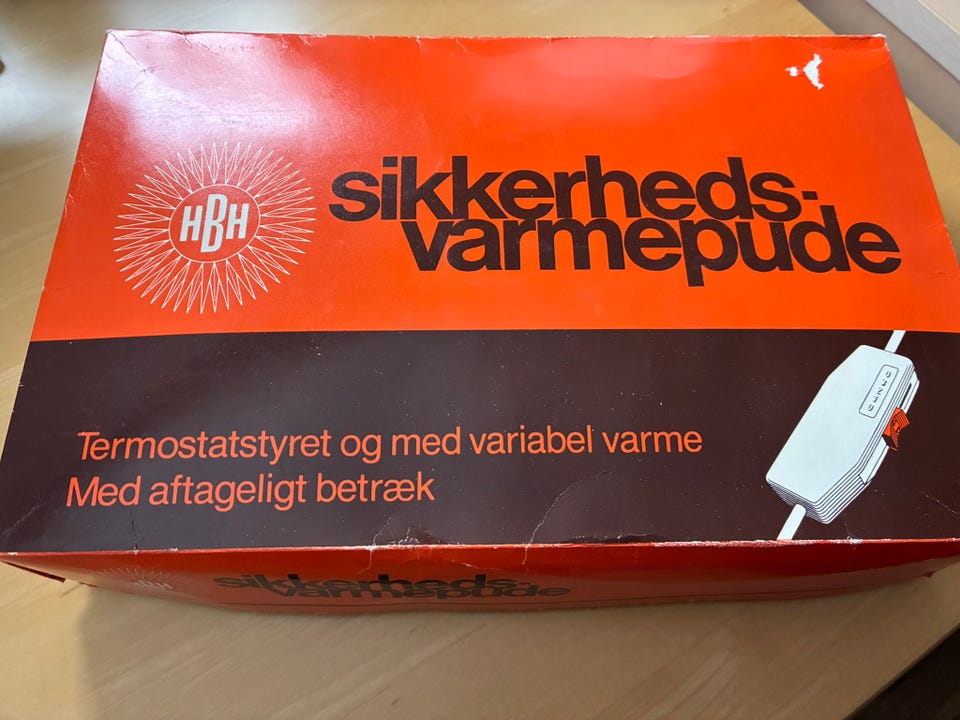 HBH
sikkerheds-
varmepude
Termostatstyret og med variabel varme
Med aftageligt betræk
sikkerheds-
varmepude